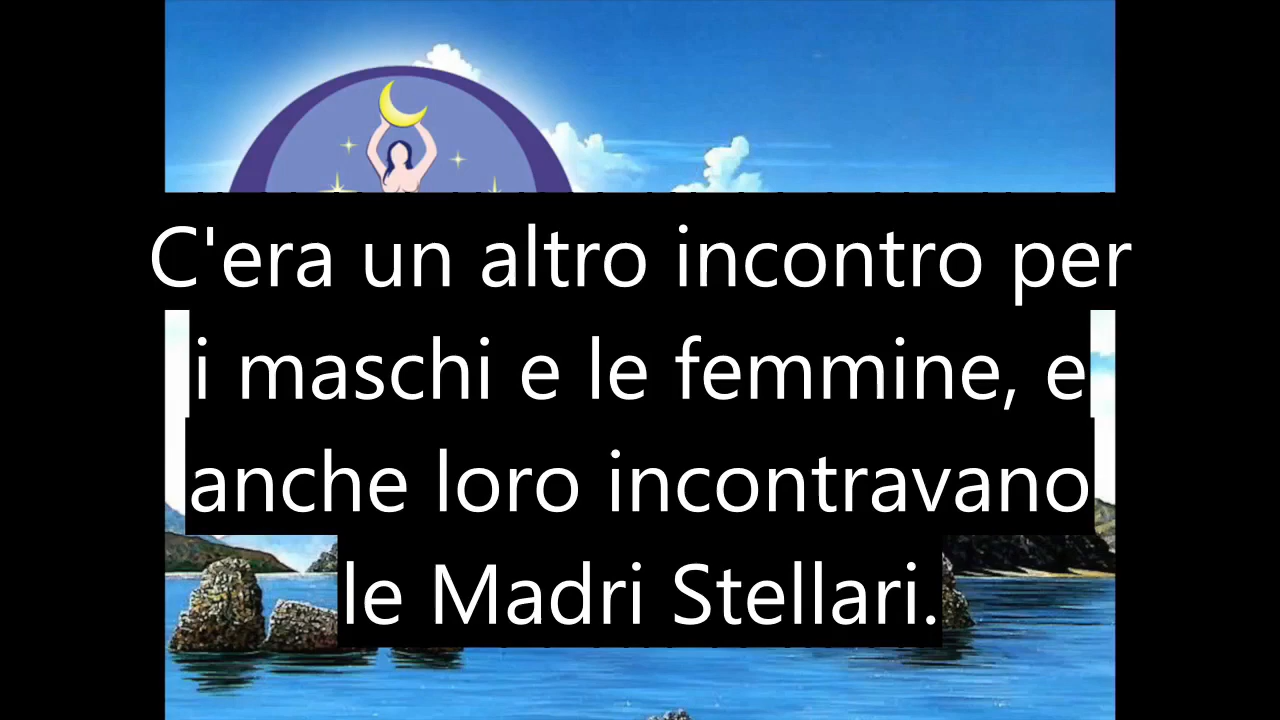 C'era un altro incontro per
i maschi e le femmine, e
anche loro incontravano
le Madri Stellari.